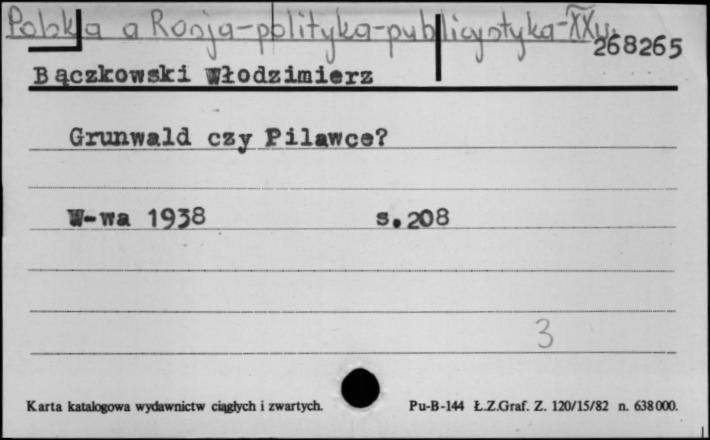 Polska a Rosja-polityka-publicystyka-XXw.
268265
Bączkowski Włodzimierz
Grunwald czy Pilawce?
W-wa 1938 s.208
3
Karta katalogowa wydawnictw ciągłych i zwartych. Pu-B-144 Ł.Z.Graf. Z. 120/15/82 n. 638000.